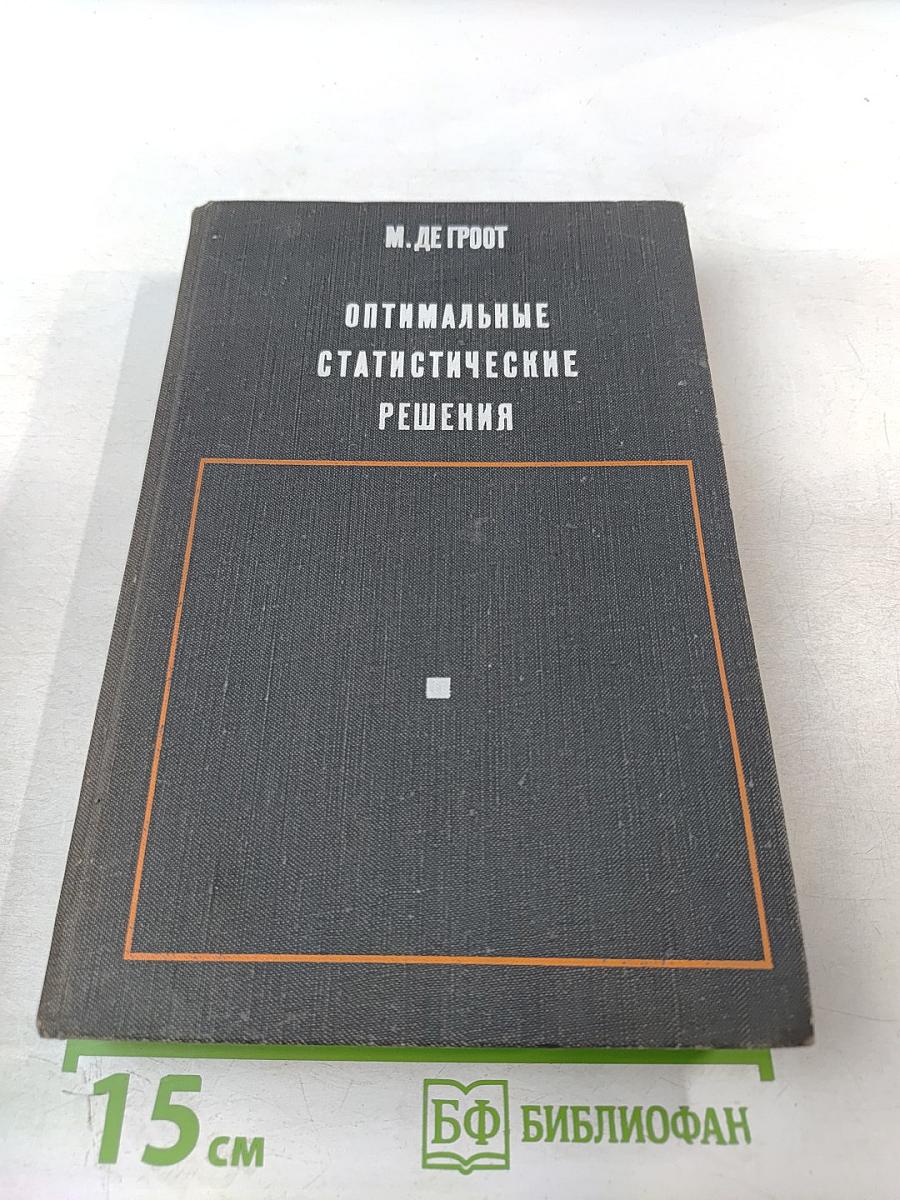 М. ДЕ ГРООТ
ОПТИМАЛЬНЫЕ
СТАТИСТИЧЕСКИЕ
РЕШЕНИЯ
15 см
БФ БИБЛИОФАН